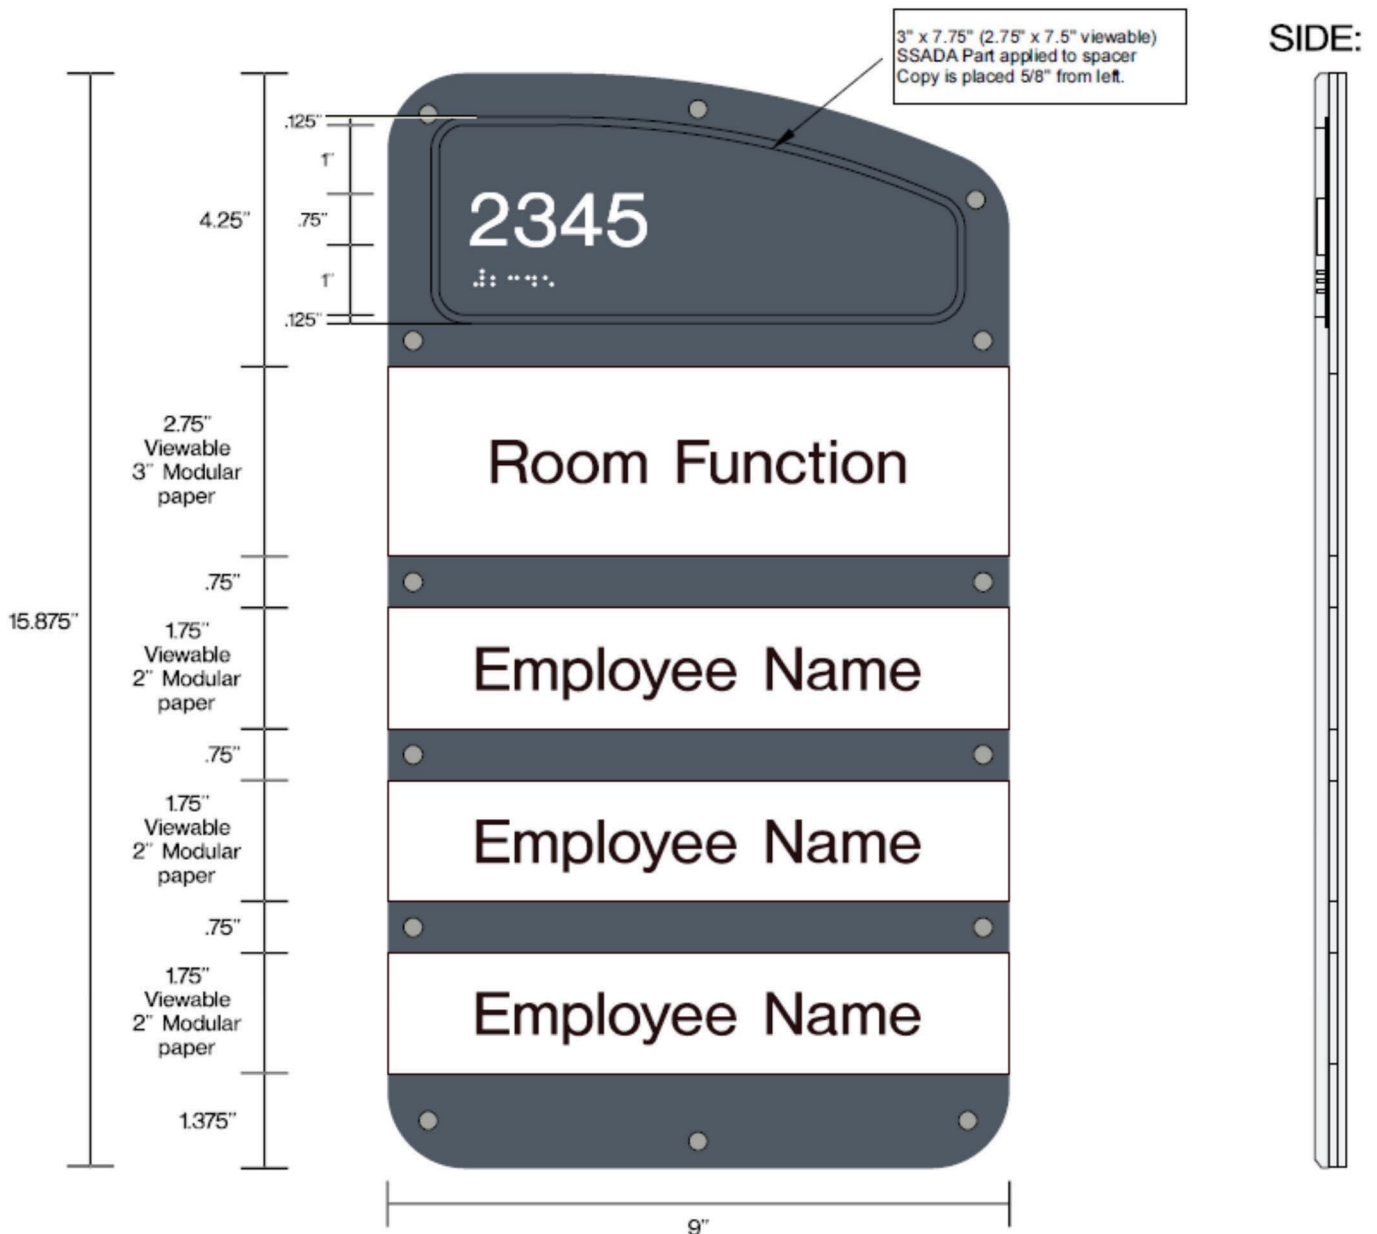 3" x 7.75" (2.75" x 7.5" viewable)
SSADA Part applied to spacer
Copy is placed 5/8" from left.
SIDE:
.125"
1"
4.25"
.75"
2345
⠼⠃⠉⠙⠑
1"
.125"
2.75"
Viewable
3" Modular
paper
Room Function
.75"
15.875"
1.75"
Viewable
2" Modular
paper
Employee Name
.75"
1.75"
Viewable
2" Modular
paper
Employee Name
.75"
1.75"
Viewable
2" Modular
paper
Employee Name
1.375"
9"